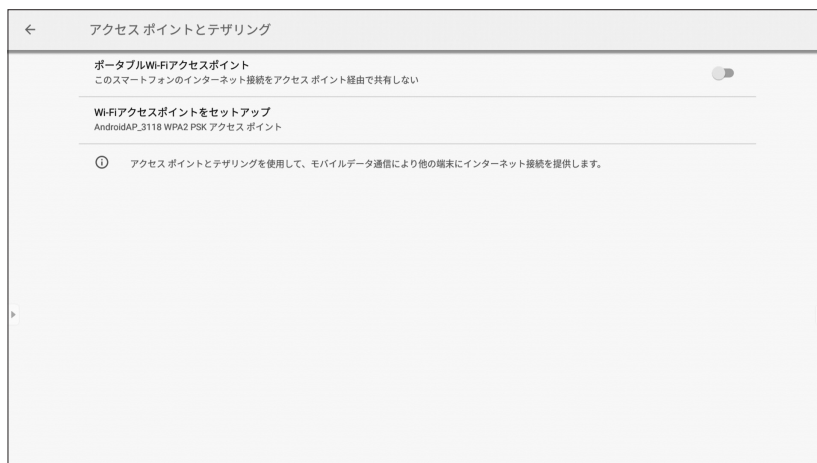 アクセス ポイントとテザリング
ポータブルWi-Fiアクセスポイント
このスマートフォンのインターネット接続をアクセス ポイント経由で共有しない
Wi-Fiアクセスポイントをセットアップ
AndroidAP_3118 WPA2 PSK アクセス ポイント
アクセス ポイントとテザリングを使用して、モバイルデータ通信により他の端末にインターネット接続を提供します。